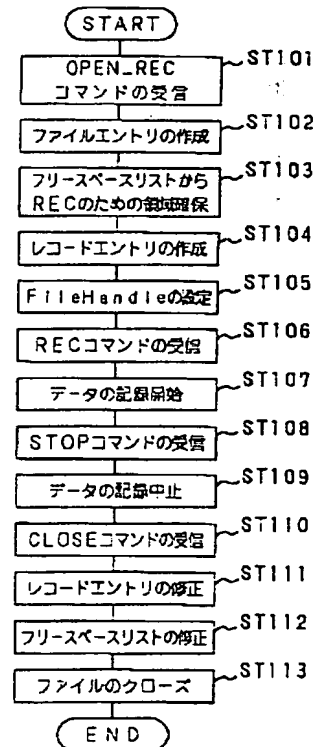 START
OPEN_REC
コマンドの受信
ST101
ファイルエントリの作成
ST102
フリースペースリストから
RECのための領域確保
ST103
レコードエントリの作成
ST104
FileHandleの設定
ST105
RECコマンドの受信
ST106
データの記録開始
ST107
STOPコマンドの受信
ST108
データの記録中止
ST109
CLOSEコマンドの受信
ST110
レコードエントリの修正
ST111
フリースペースリストの修正
ST112
ファイルのクローズ
ST113
END